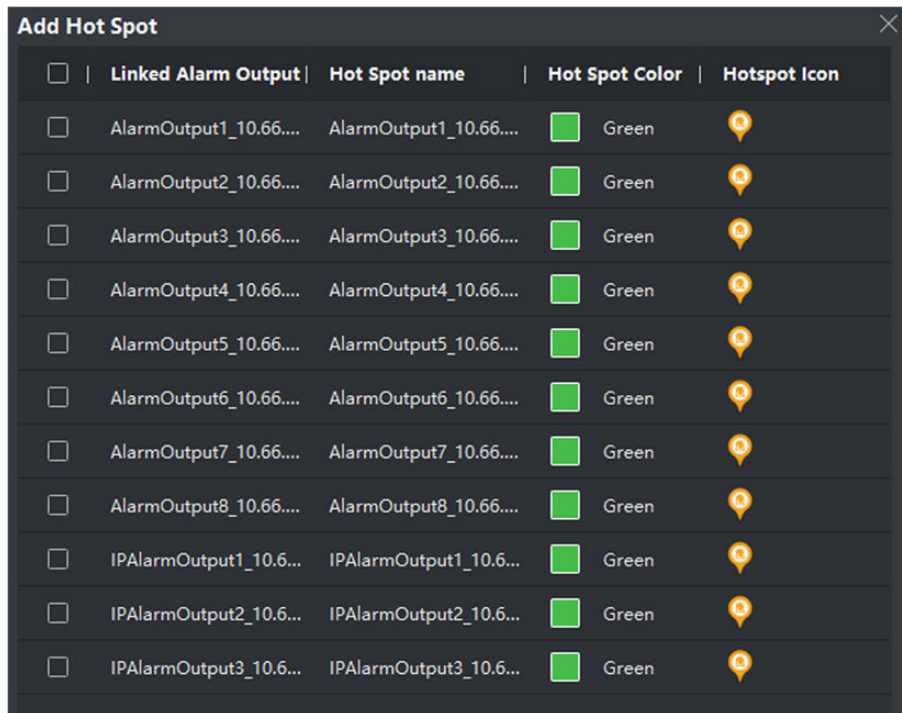 Add Hot Spot
Linked Alarm Output | Hot Spot name | Hot Spot Color | Hotspot Icon
AlarmOutput1_10.66.... AlarmOutput1_10.66.... Green
AlarmOutput2_10.66.... AlarmOutput2_10.66.... Green
AlarmOutput3_10.66.... AlarmOutput3_10.66.... Green
AlarmOutput4_10.66.... AlarmOutput4_10.66.... Green
AlarmOutput5_10.66.... AlarmOutput5_10.66.... Green
AlarmOutput6_10.66.... AlarmOutput6_10.66.... Green
AlarmOutput7_10.66.... AlarmOutput7_10.66.... Green
AlarmOutput8_10.66.... AlarmOutput8_10.66.... Green
IPAlarmOutput1_10.6... IPAlarmOutput1_10.6... Green
IPAlarmOutput2_10.6... IPAlarmOutput2_10.6... Green
IPAlarmOutput3_10.6... IPAlarmOutput3_10.6... Green